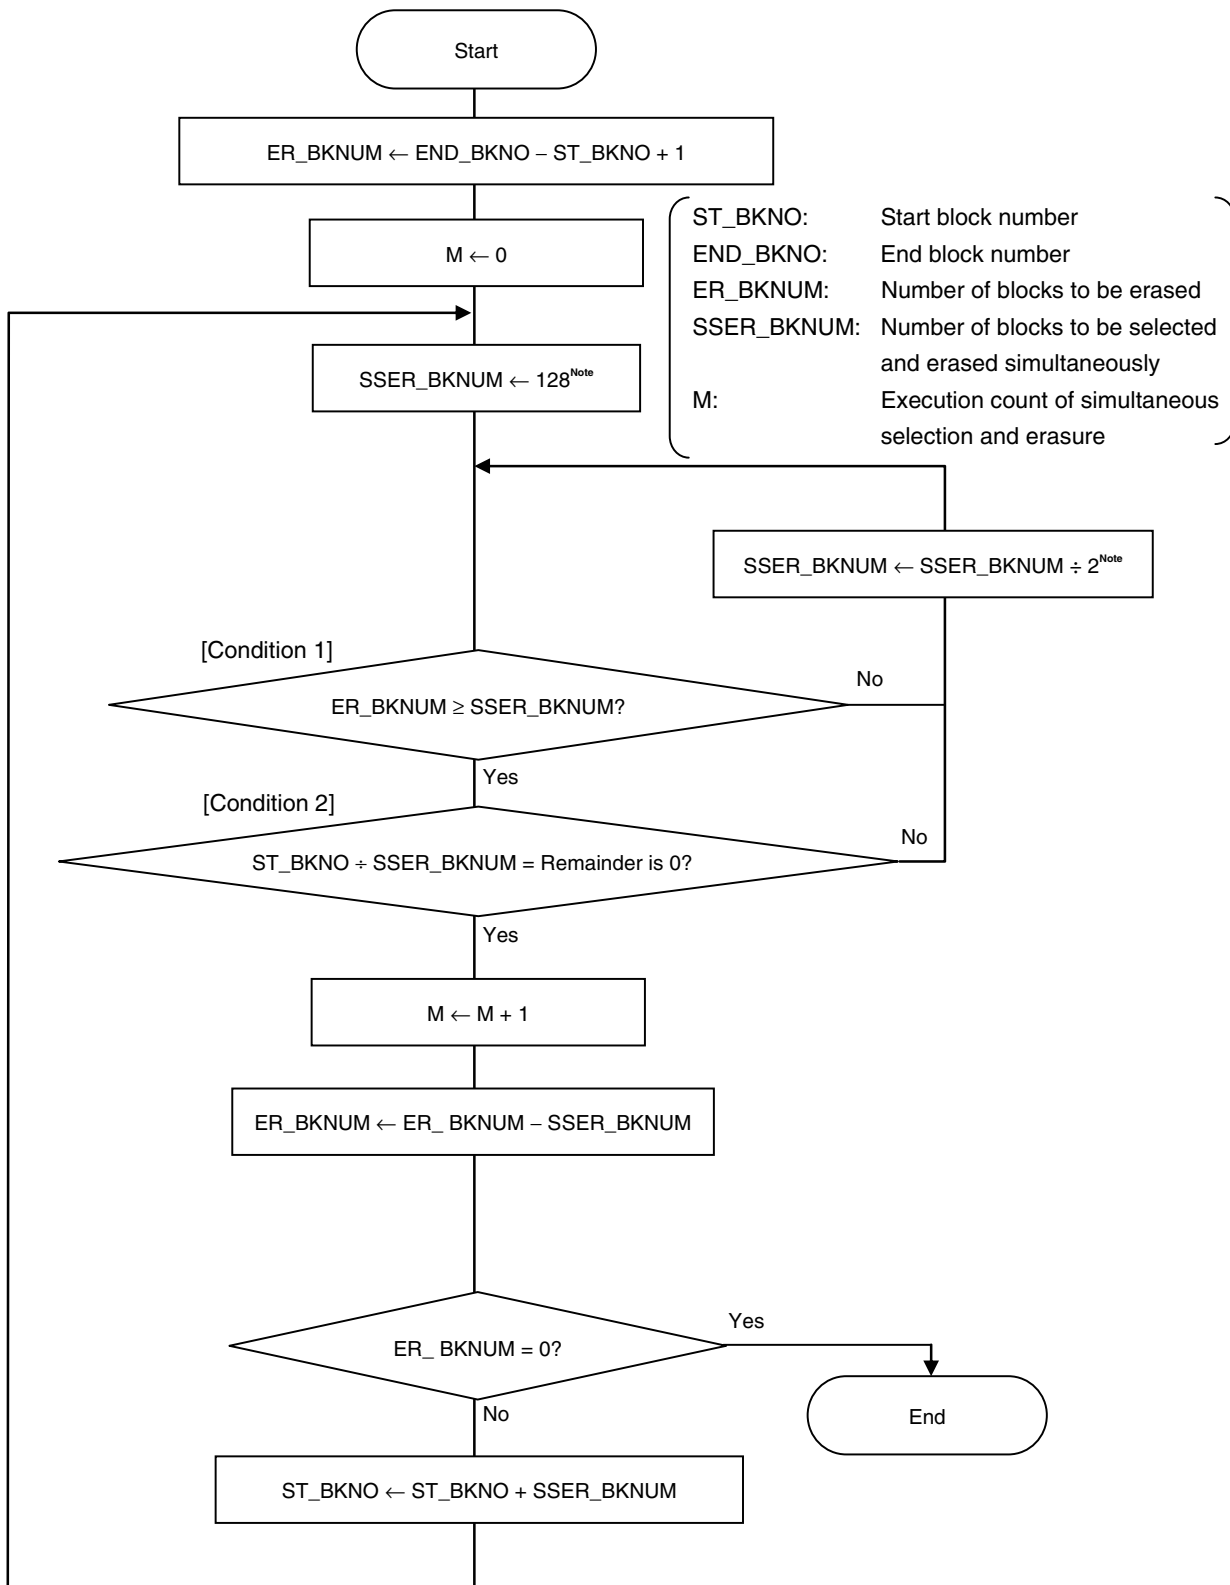 Start
ER_BKNUM ← END_BKNO – ST_BKNO + 1
M ← 0
ST_BKNO: Start block number
END_BKNO: End block number
ER_BKNUM: Number of blocks to be erased
SSER_BKNUM: Number of blocks to be selected
and erased simultaneously
M: Execution count of simultaneous
selection and erasure
SSER_BKNUM ← 128Note
SSER_BKNUM ← SSER_BKNUM ÷ 2Note
[Condition 1]
ER_BKNUM ≥ SSER_BKNUM?
No
Yes
[Condition 2]
ST_BKNO ÷ SSER_BKNUM = Remainder is 0?
No
Yes
M ← M + 1
ER_BKNUM ← ER_ BKNUM – SSER_BKNUM
ER_ BKNUM = 0?
Yes
No
End
ST_BKNO ← ST_BKNO + SSER_BKNUM